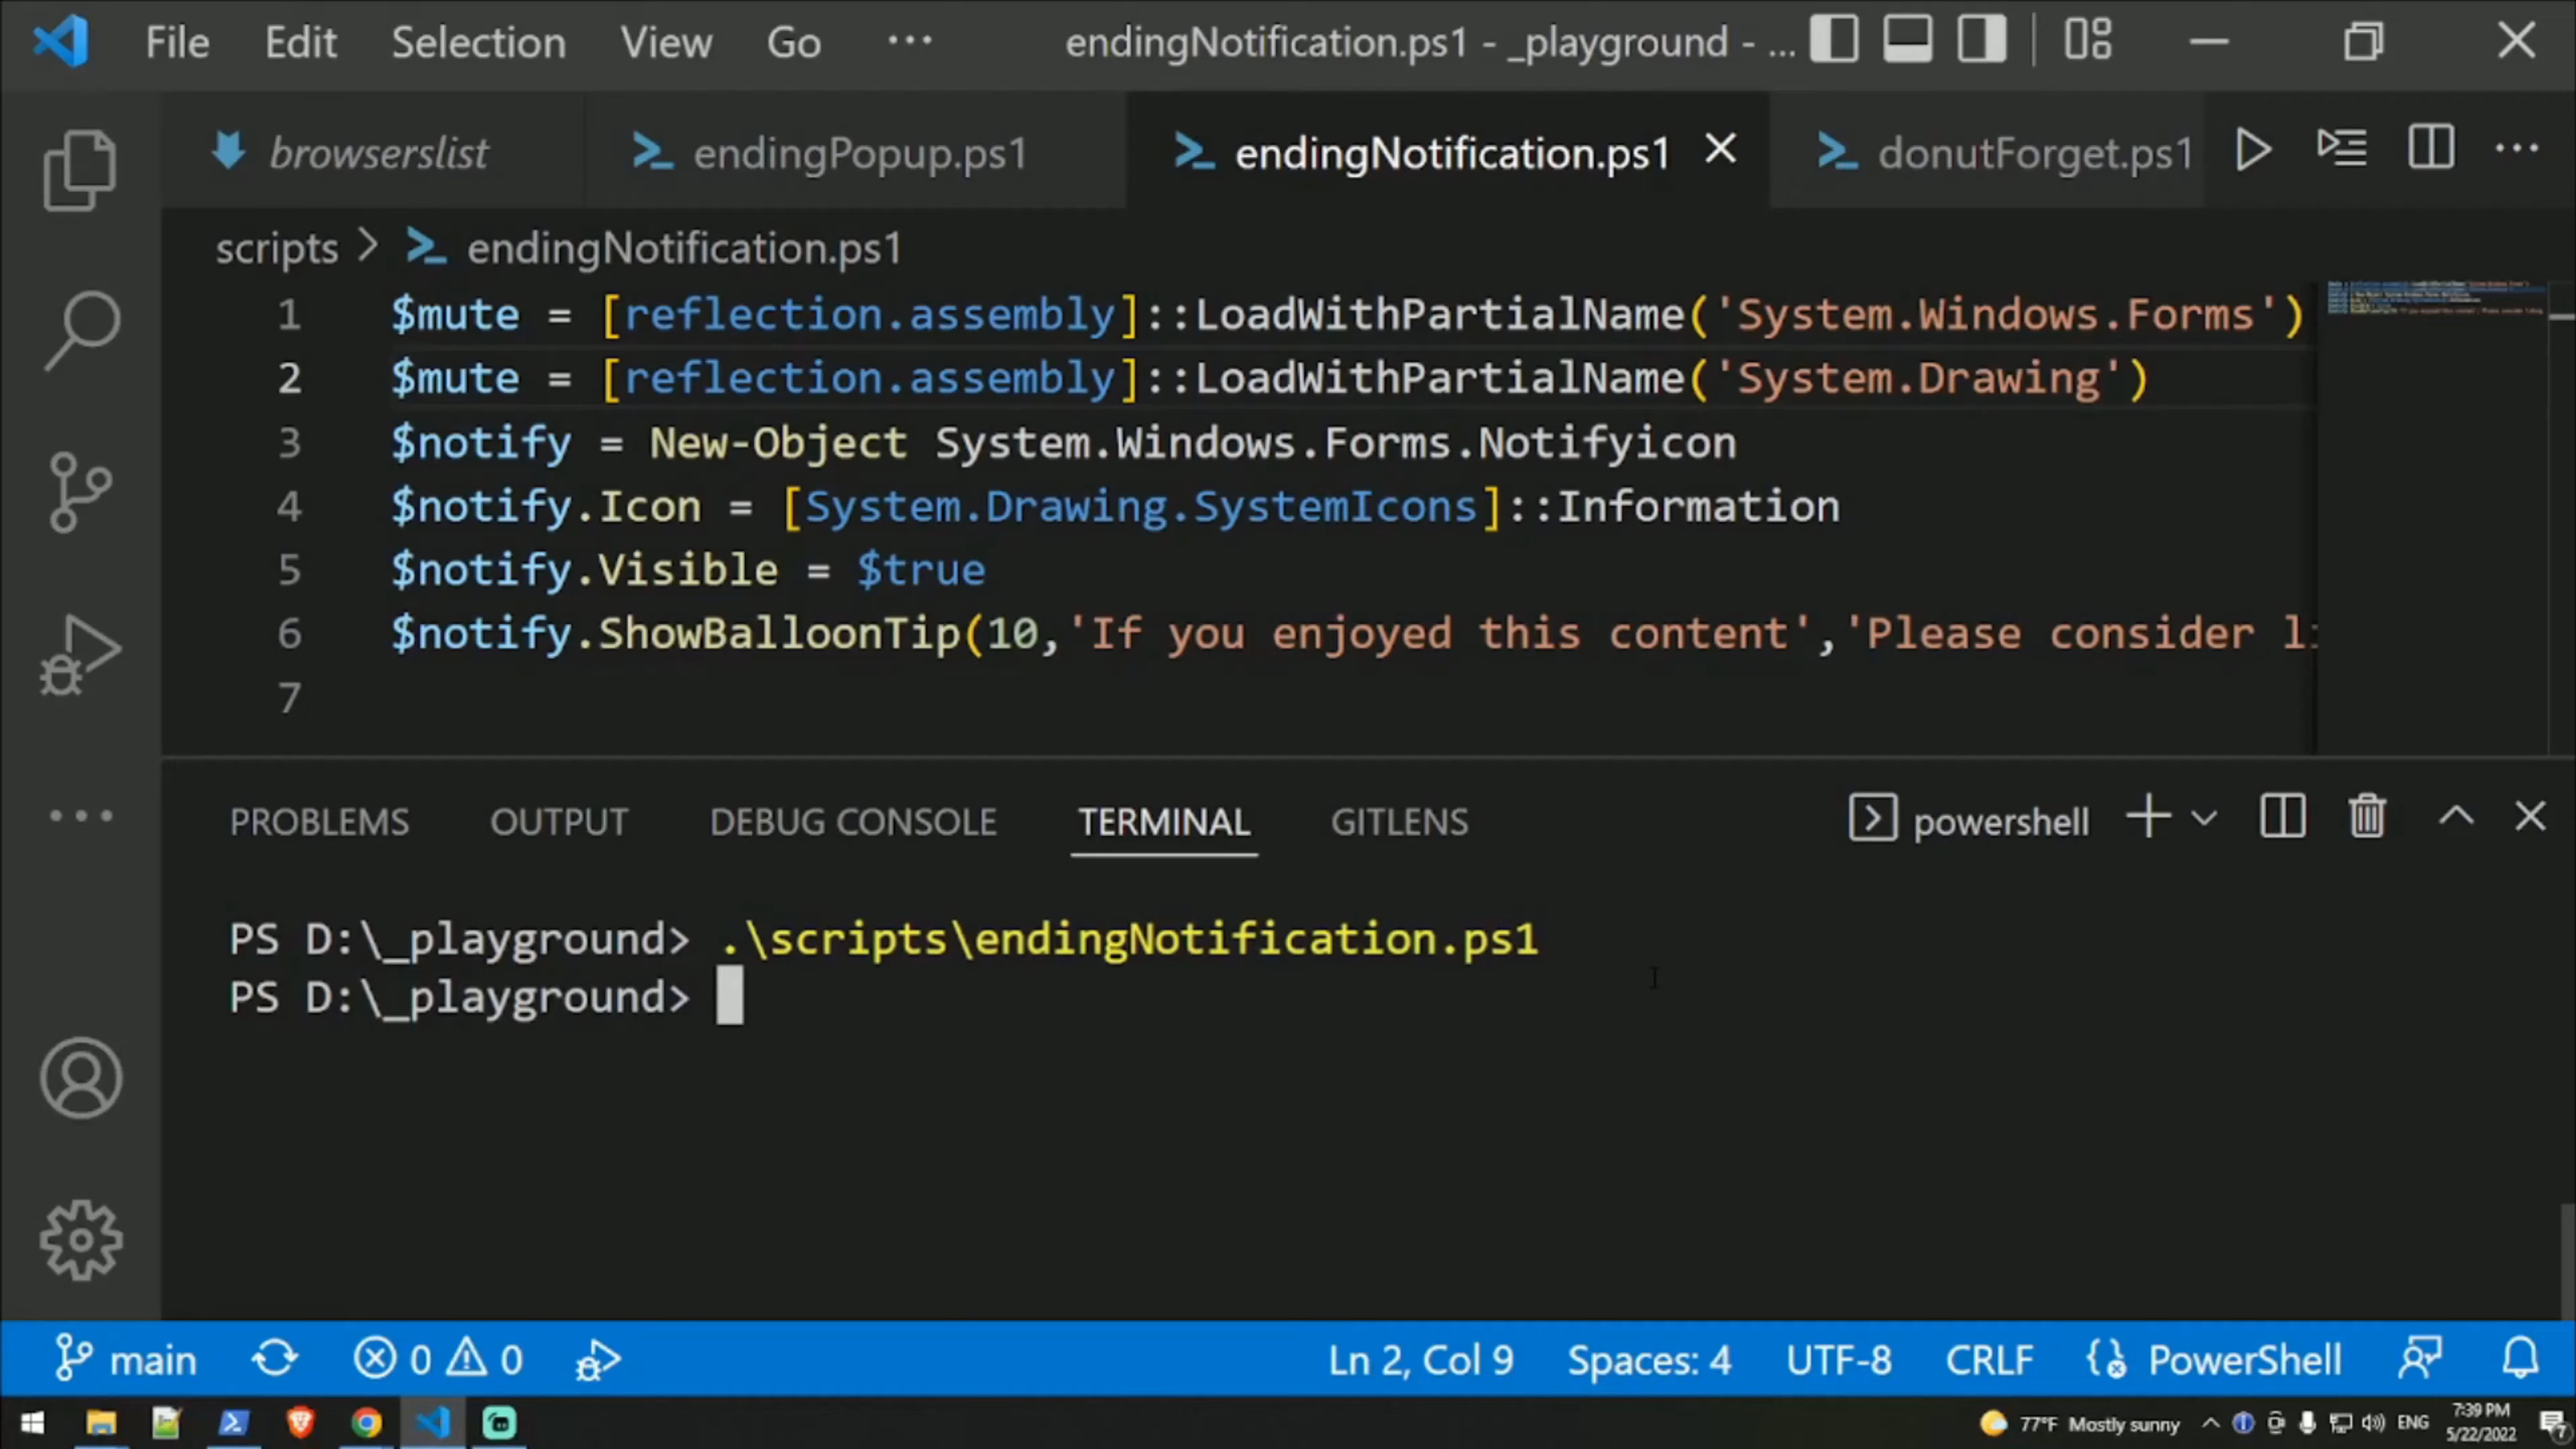 File Edit Selection View Go ··· endingNotification.ps1 - _playground - ...
browserslist endingPopup.ps1 endingNotification.ps1 donutForget.ps1
scripts > endingNotification.ps1
1 $mute = [reflection.assembly]::LoadWithPartialName('System.Windows.Forms')
2 $mute = [reflection.assembly]::LoadWithPartialName('System.Drawing')
3 $notify = New-Object System.Windows.Forms.Notifyicon
4 $notify.Icon = [System.Drawing.SystemIcons]::Information
5 $notify.Visible = $true
6 $notify.ShowBalloonTip(10,'If you enjoyed this content','Please consider li
7
PROBLEMS OUTPUT DEBUG CONSOLE TERMINAL GITLENS powershell
PS D:\_playground> .\scripts\endingNotification.ps1
PS D:\_playground>
main 0 0 Ln 2, Col 9 Spaces: 4 UTF-8 CRLF PowerShell
77°F Mostly sunny ENG 7:39 PM
5/22/2022